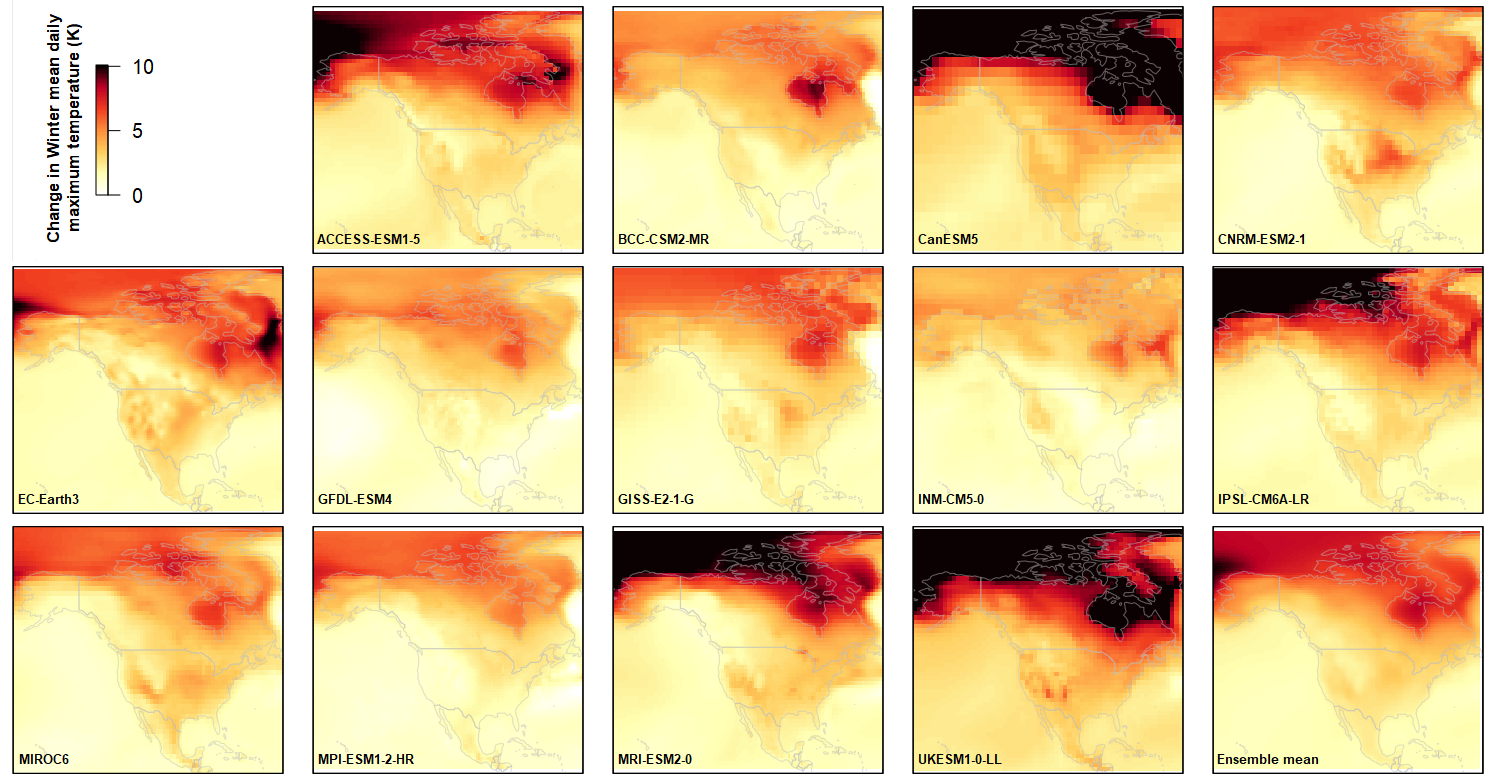 Change in Winter mean daily
maximum temperature (K)
10
5
0
ACCESS-ESM1-5
BCC-CSM2-MR
CanESM5
CNRM-ESM2-1
EC-Earth3
GFDL-ESM4
GISS-E2-1-G
INM-CM5-0
IPSL-CM6A-LR
MIROC6
MPI-ESM1-2-HR
MRI-ESM2-0
UKESM1-0-LL
Ensemble mean